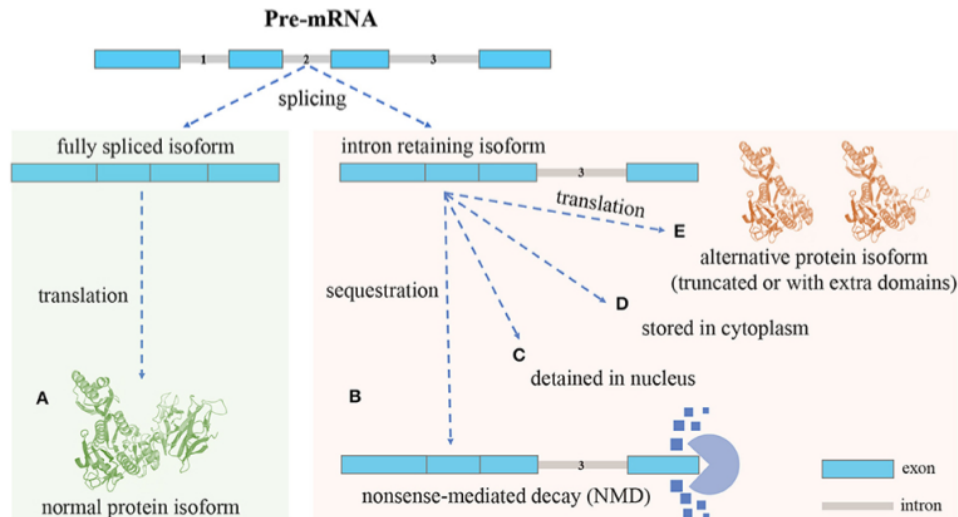 Pre-mRNA
1 2 3
splicing
fully spliced isoform
intron retaining isoform
3
translation
E
alternative protein isoform
(truncated or with extra domains)
translation
sequestration
D
stored in cytoplasm
C
detained in nucleus
A
B
3
exon
nonsense-mediated decay (NMD)
normal protein isoform
intron